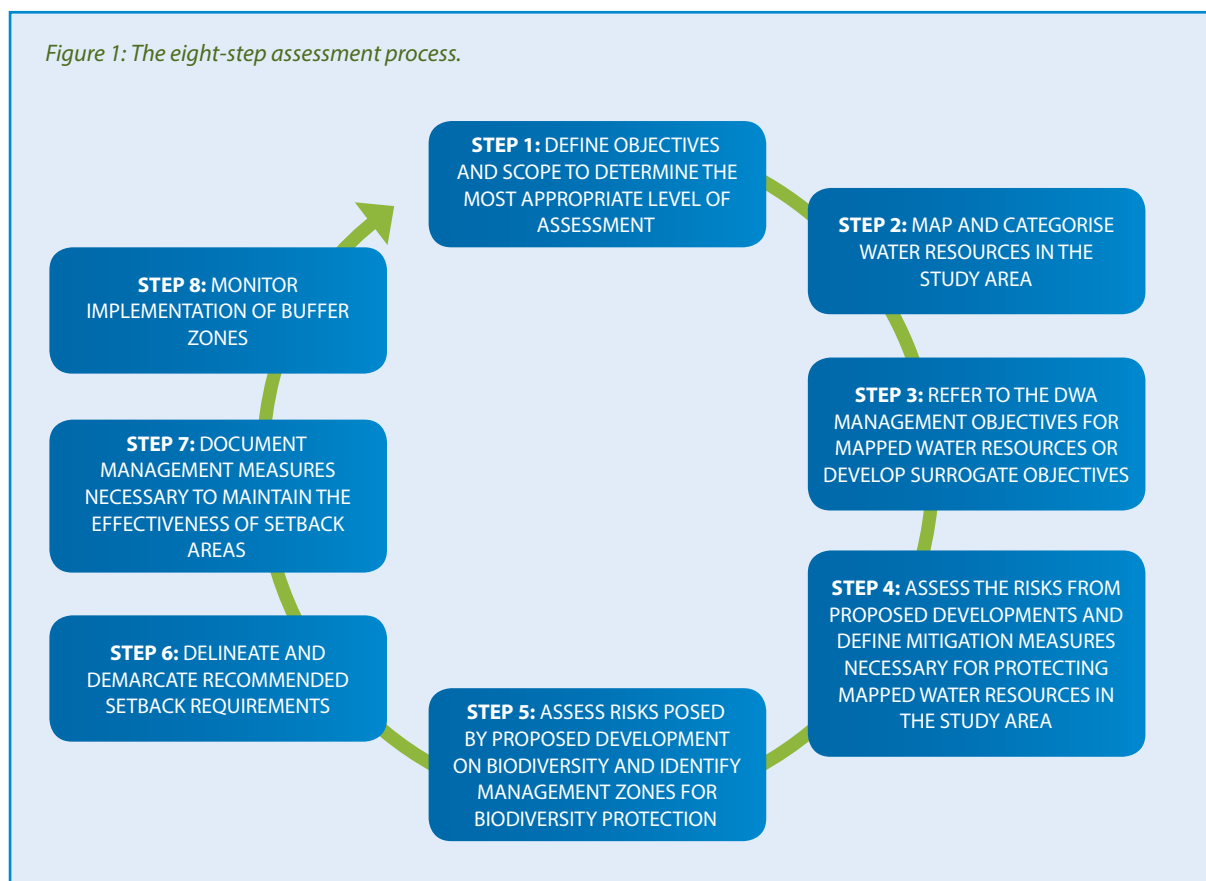 Figure 1: The eight-step assessment process.
STEP 1: DEFINE OBJECTIVES
AND SCOPE TO DETERMINE THE
MOST APPROPRIATE LEVEL OF
ASSESSMENT
STEP 2: MAP AND CATEGORISE
WATER RESOURCES IN THE
STUDY AREA
STEP 3: REFER TO THE DWA
MANAGEMENT OBJECTIVES FOR
MAPPED WATER RESOURCES OR
DEVELOP SURROGATE OBJECTIVES
STEP 4: ASSESS THE RISKS FROM
PROPOSED DEVELOPMENTS AND
DEFINE MITIGATION MEASURES
NECESSARY FOR PROTECTING
MAPPED WATER RESOURCES IN
THE STUDY AREA
STEP 5: ASSESS RISKS POSED
BY PROPOSED DEVELOPMENT
ON BIODIVERSITY AND IDENTIFY
MANAGEMENT ZONES FOR
BIODIVERSITY PROTECTION
STEP 6: DELINEATE AND
DEMARCATE RECOMMENDED
SETBACK REQUIREMENTS
STEP 7: DOCUMENT
MANAGEMENT MEASURES
NECESSARY TO MAINTAIN THE
EFFECTIVENESS OF SETBACK
AREAS
STEP 8: MONITOR
IMPLEMENTATION OF BUFFER
ZONES